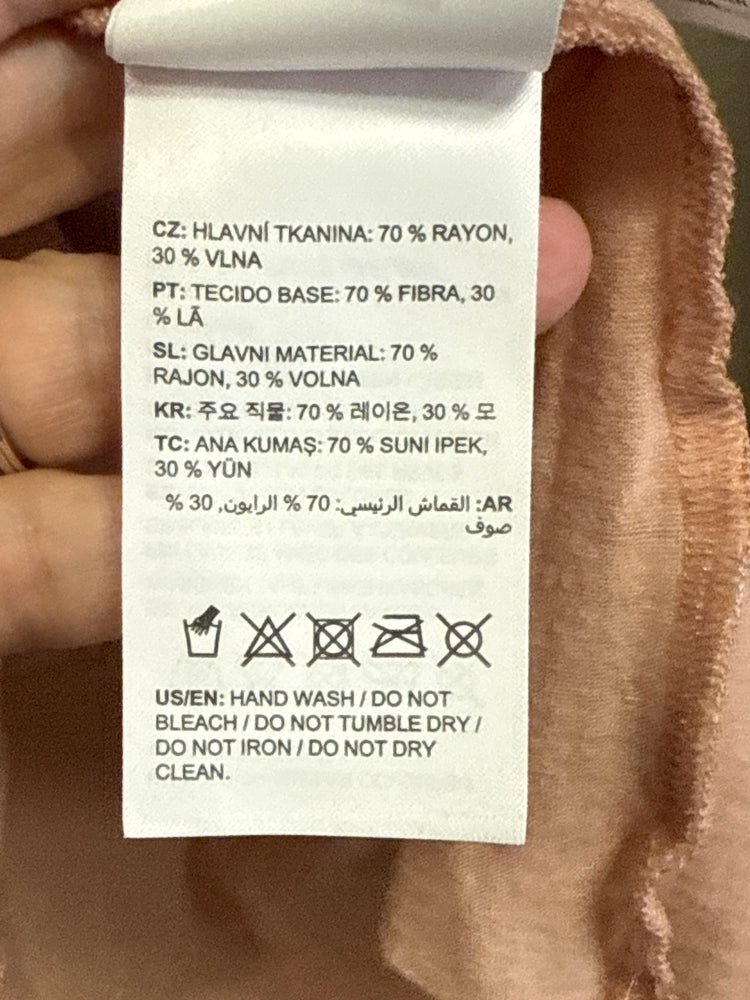 CZ: HLAVNÍ TKANINA: 70 % RAYON,
30 % VLNA
PT: TECIDO BASE: 70 % FIBRA, 30
% LÃ
SL: GLAVNI MATERIAL: 70 %
RAJON, 30 % VOLNA
KR: 주요 직물: 70 % 레이온, 30 % 모
TC: ANA KUMAŞ: 70 % SUNI IPEK,
30 % YÜN
AR: القماش الرئيسي: 70 % الرايون, 30 %
صوف
US/EN: HAND WASH / DO NOT
BLEACH / DO NOT TUMBLE DRY /
DO NOT IRON / DO NOT DRY
CLEAN.